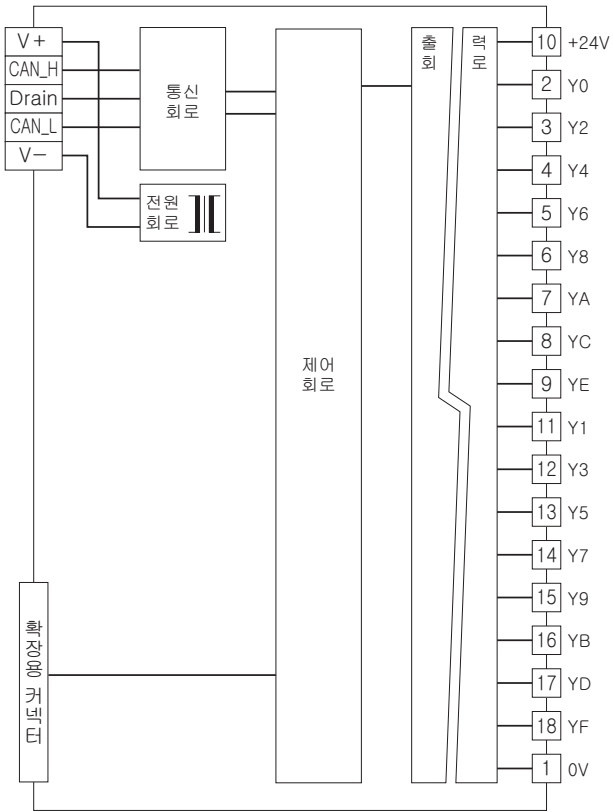 V+
CAN_H
Drain
CAN_L
V−
통신
회로
전원
회로
제어
회로
출 력
회 로
확장용 커넥터
10 +24V
2 Y0
3 Y2
4 Y4
5 Y6
6 Y8
7 YA
8 YC
9 YE
11 Y1
12 Y3
13 Y5
14 Y7
15 Y9
16 YB
17 YD
18 YF
1 0V